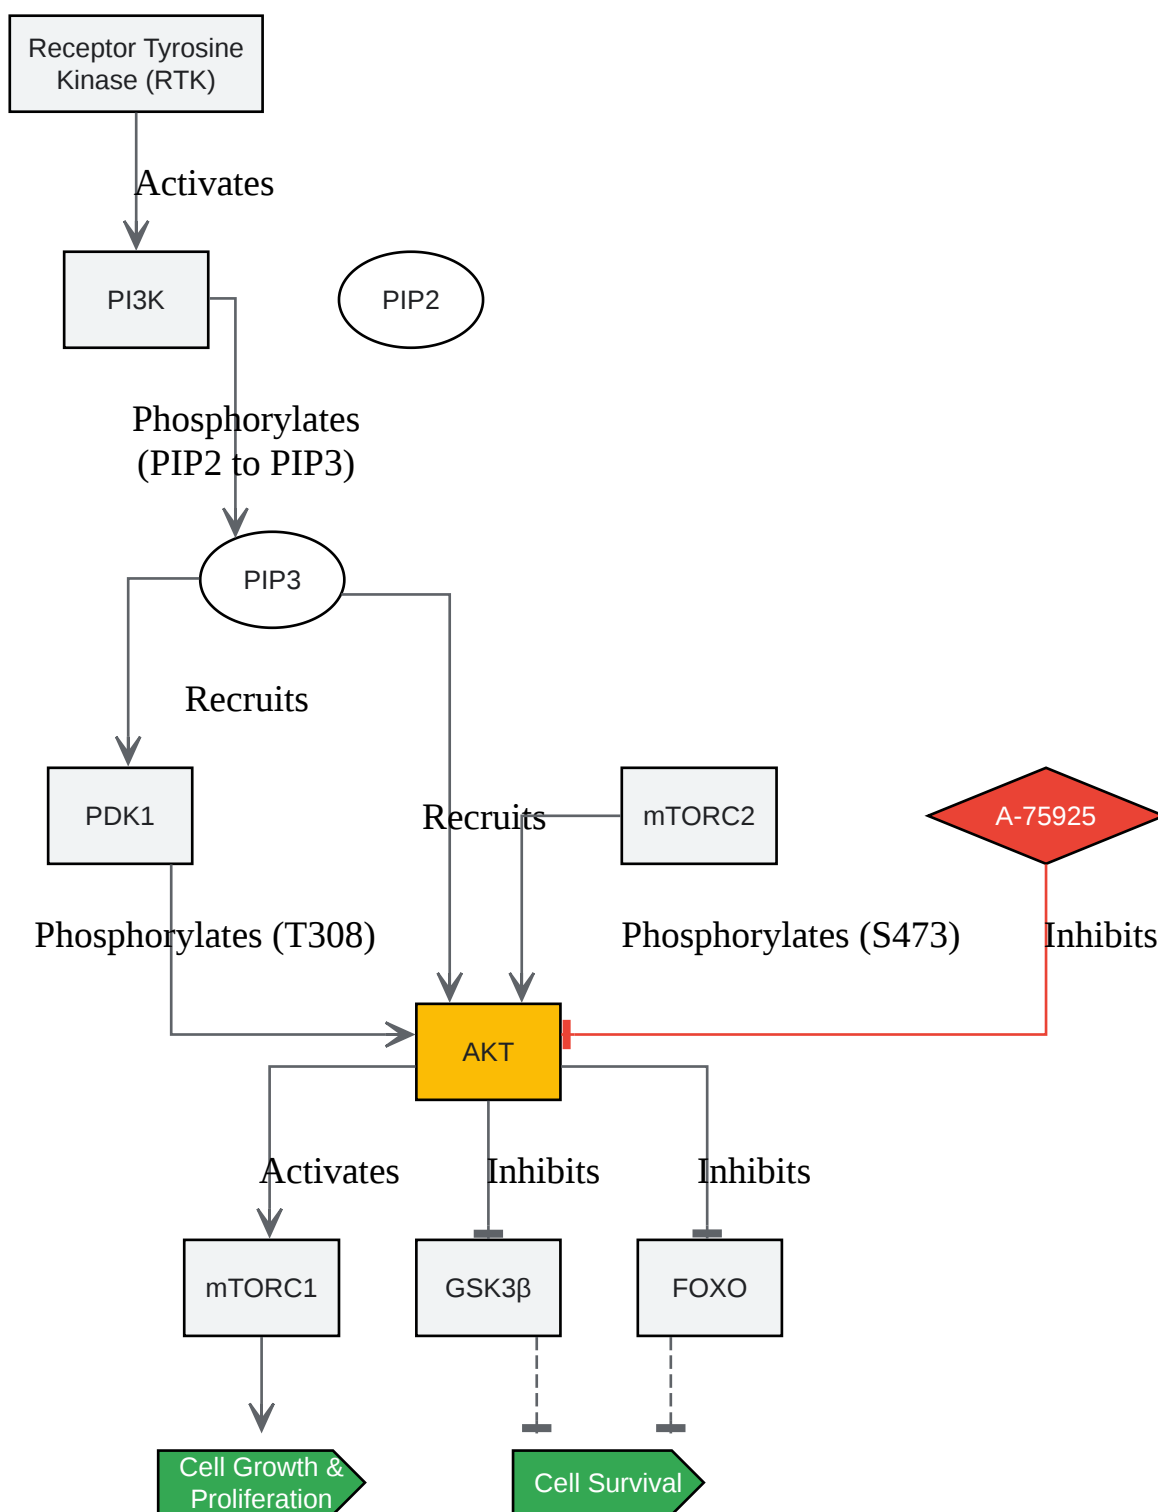 Receptor Tyrosine
Kinase (RTK)
Activates
PI3K
PIP2
Phosphorylates
(PIP2 to PIP3)
PIP3
Recruits
PDK1
Recruits
mTORC2
A-75925
Phosphorylates (T308)
Phosphorylates (S473)
Inhibits
AKT
Activates
Inhibits
Inhibits
mTORC1
GSK3β
FOXO
Cell Growth &
Proliferation
Cell Survival